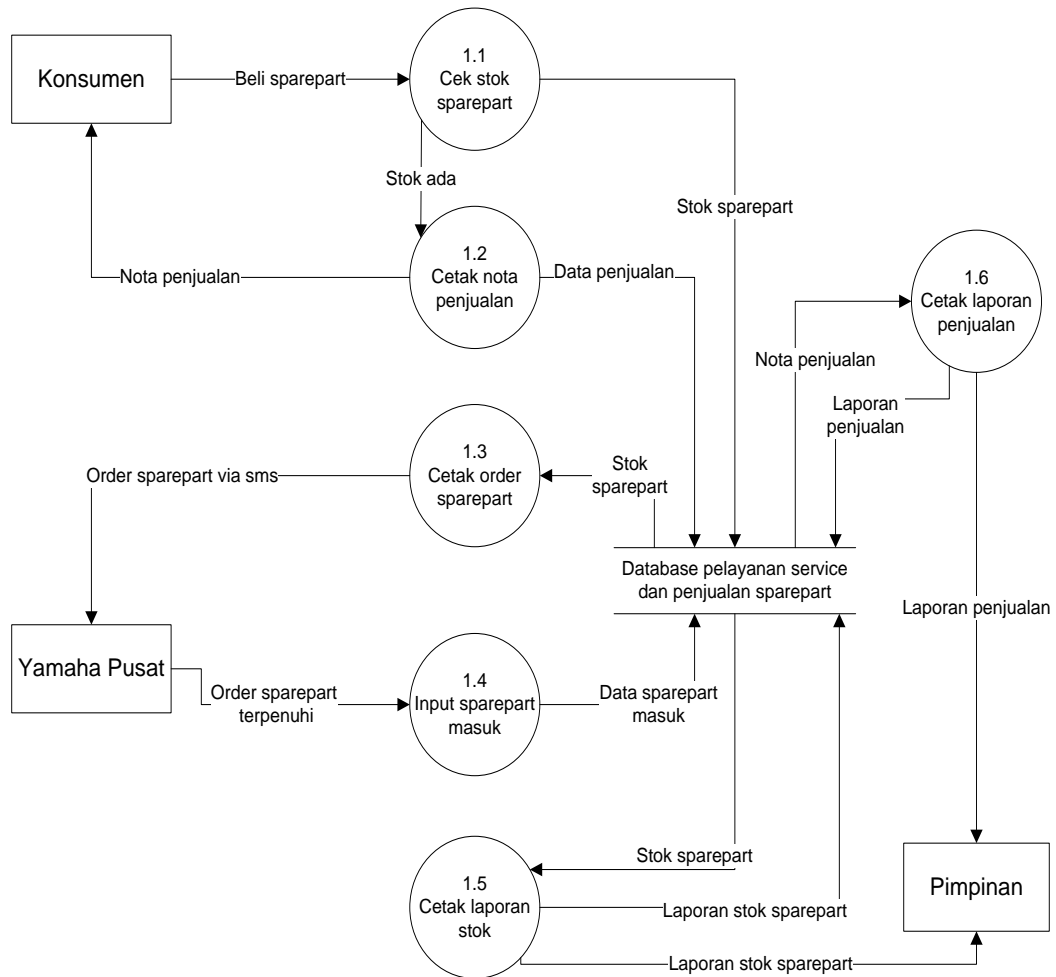 Konsumen
Beli sparepart
1.1
Cek stok
sparepart
Stok ada
Stok sparepart
Nota penjualan
1.2
Cetak nota
penjualan
Data penjualan
1.6
Cetak laporan
penjualan
Nota penjualan
Laporan
penjualan
Order sparepart via sms
1.3
Cetak order
sparepart
Stok
sparepart
Database pelayanan service
dan penjualan sparepart
Laporan penjualan
Yamaha Pusat
Order sparepart
terpenuhi
1.4
Input sparepart
masuk
Data sparepart
masuk
Stok sparepart
1.5
Cetak laporan
stok
Laporan stok sparepart
Pimpinan
Laporan stok sparepart